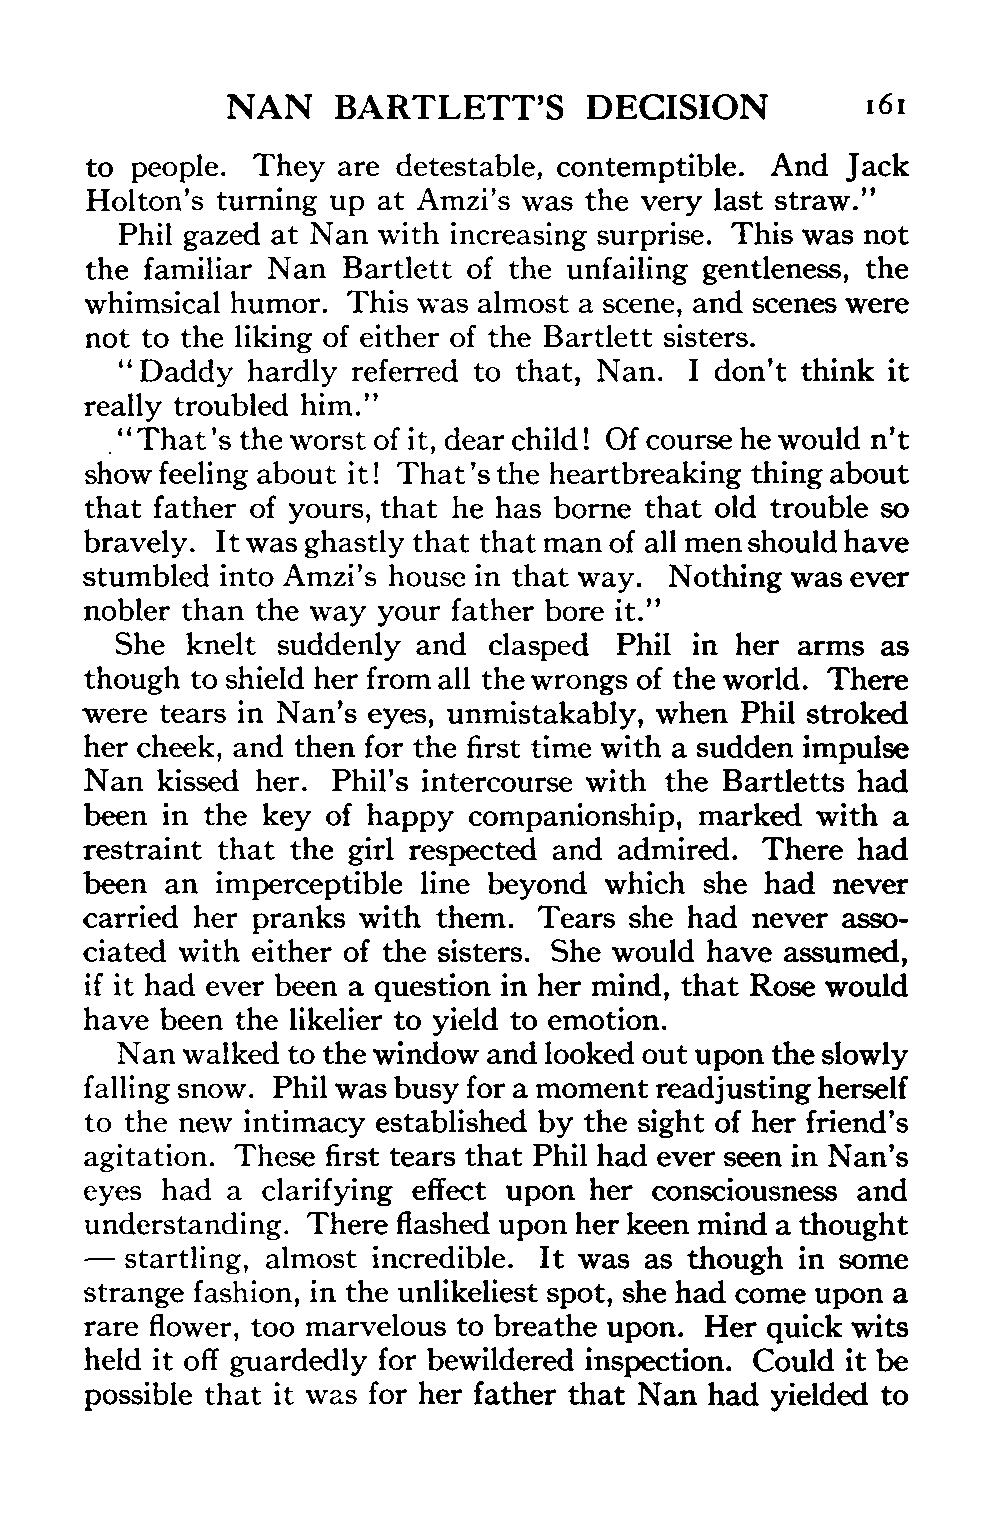 NAN BARTLETT'S DECISION 161
to people. They are detestable, contemptible. And Jack
Holton's turning up at Amzi's was the very last straw."
Phil gazed at Nan with increasing surprise. This was not
the familiar Nan Bartlett of the unfailing gentleness, the
whimsical humor. This was almost a scene, and scenes were
not to the liking of either of the Bartlett sisters.
"Daddy hardly referred to that, Nan. I don't think it
really troubled him."
"That's the worst of it, dear child! Of course he would n't
show feeling about it! That's the heartbreaking thing about
that father of yours, that he has borne that old trouble so
bravely. It was ghastly that that man of all men should have
stumbled into Amzi's house in that way. Nothing was ever
nobler than the way your father bore it."
She knelt suddenly and clasped Phil in her arms as
though to shield her from all the wrongs of the world. There
were tears in Nan's eyes, unmistakably, when Phil stroked
her cheek, and then for the first time with a sudden impulse
Nan kissed her. Phil's intercourse with the Bartletts had
been in the key of happy companionship, marked with a
restraint that the girl respected and admired. There had
been an imperceptible line beyond which she had never
carried her pranks with them. Tears she had never asso-
ciated with either of the sisters. She would have assumed,
if it had ever been a question in her mind, that Rose would
have been the likelier to yield to emotion.
Nan walked to the window and looked out upon the slowly
falling snow. Phil was busy for a moment readjusting herself
to the new intimacy established by the sight of her friend's
agitation. These first tears that Phil had ever seen in Nan's
eyes had a clarifying effect upon her consciousness and
understanding. There flashed upon her keen mind a thought
— startling, almost incredible. It was as though in some
strange fashion, in the unlikeliest spot, she had come upon a
rare flower, too marvelous to breathe upon. Her quick wits
held it off guardedly for bewildered inspection. Could it be
possible that it was for her father that Nan had yielded to